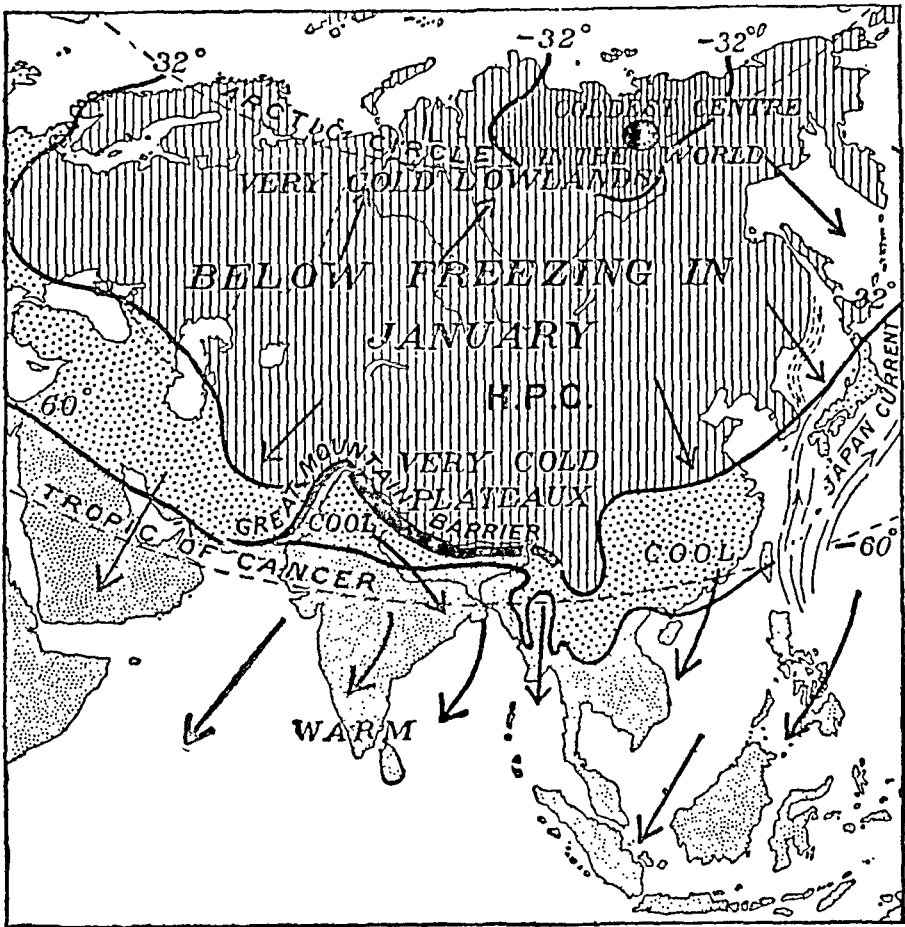 32°
-32°
-32°
ARCTIC CIRCLE
COLDEST CENTRE
IN THE WORLD
VERY COLD LOWLANDS
BELOW FREEZING IN
JANUARY
32°
H.P.C.
JAPAN CURRENT
60°
VERY COLD
PLATEAUX
GREAT MOUNTAIN BARRIER
COOL
COOL
TROPIC OF CANCER
-60°
WARM